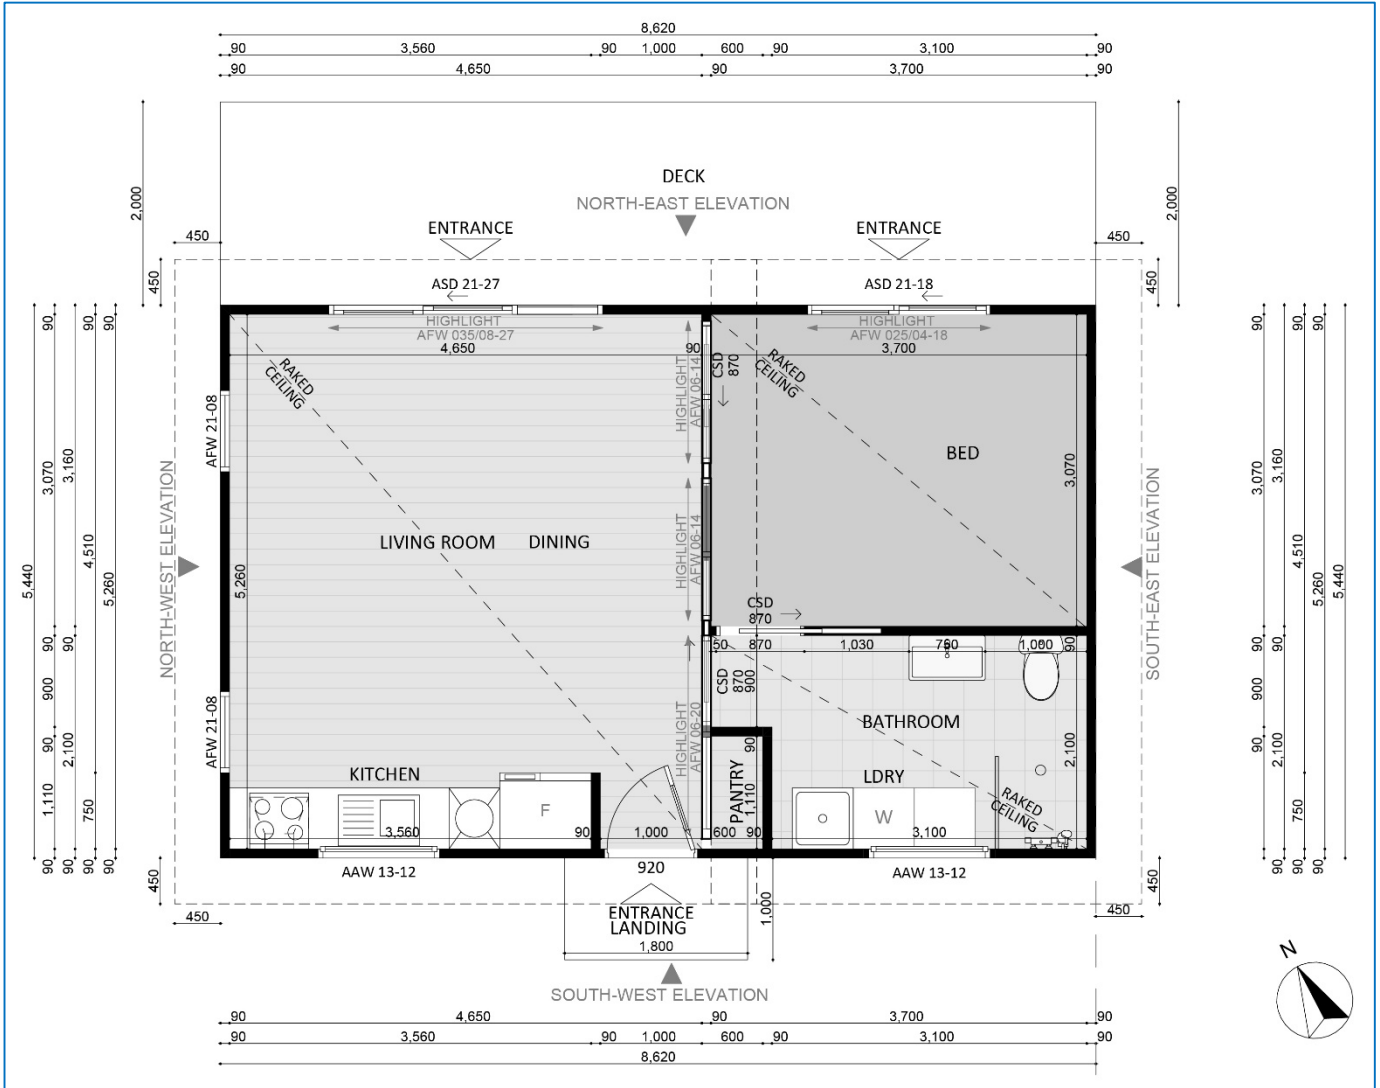 8,620
90 3,560 90 1,000 600 90 3,100 90
90 4,650 90 3,700 90
DECK
NORTH-EAST ELEVATION
ENTRANCE ENTRANCE
2,000 2,000
450 450
450 450
ASD 21-27 ASD 21-18
HIGHLIGHT
AFW 035/08-27
HIGHLIGHT
AFW 025/04-18
4,650 90 3,700
RAKED
CEILING
CSD
870
HIGHLIGHT
AFW 06-14
RAKED
CEILING
AFW 21-08
BED
3,070
NORTH-WEST ELEVATION
SOUTH-EAST ELEVATION
LIVING ROOM DINING
HIGHLIGHT
AFW 06-14
5,260
CSD
870
50 870 1,030 750 1,000 90
CSD
870
900
HIGHLIGHT
AFW 06-20
AFW 21-08
BATHROOM
2,100
KITCHEN
LDRY
PANTRY
90
1,110
F
W
RAKED
CEILING
3,560 90 1,000 600 90 3,100
AAW 13-12
920
AAW 13-12
ENTRANCE
LANDING
1,800
1,000
450 450
450 450
SOUTH-WEST ELEVATION
5,440
90 3,070 90 900 90 1,110 90
3,160 90 2,100 90
90 4,510 750 90
90 5,260 90
90 3,070 90 900 90
3,160 90 2,100 90
90 4,510 750 90
90 5,260 90
5,440
N
90 4,650 90 3,700 90
90 3,560 90 1,000 600 90 3,100 90
8,620